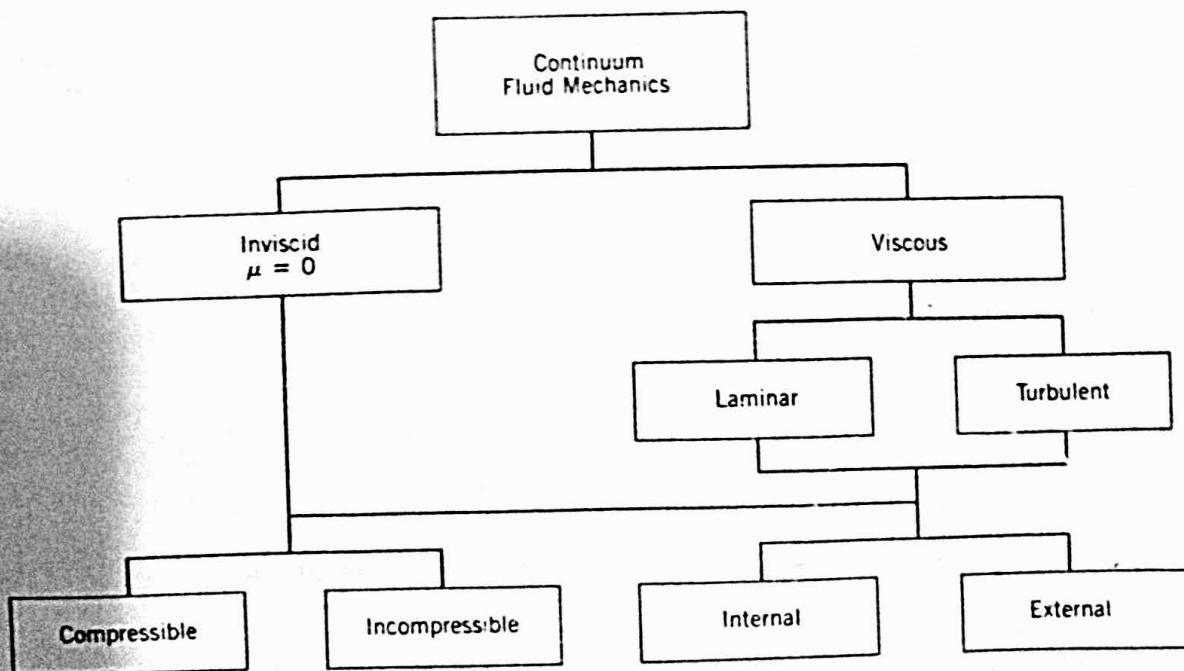 Continuum
Fluid Mechanics
Inviscid
μ = 0
Viscous
Laminar
Turbulent
Compressible
Incompressible
Internal
External